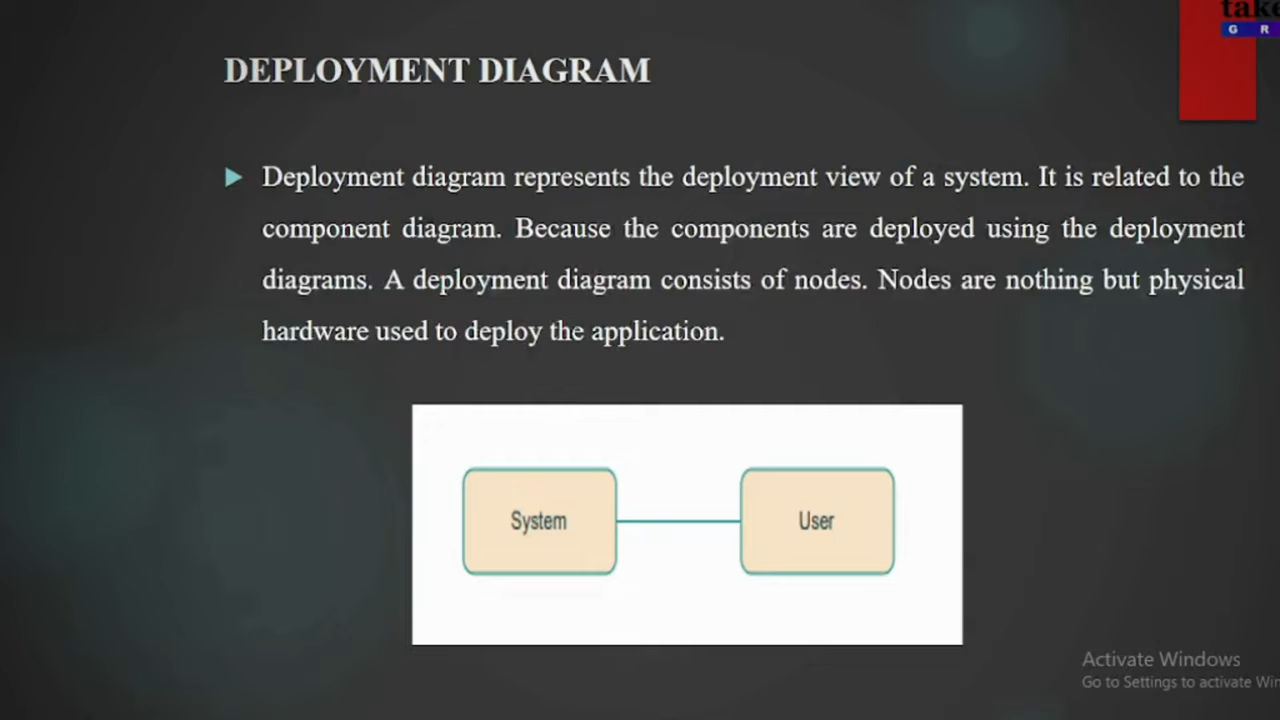 take
G R
DEPLOYMENT DIAGRAM
Deployment diagram represents the deployment view of a system. It is related to the
component diagram. Because the components are deployed using the deployment
diagrams. A deployment diagram consists of nodes. Nodes are nothing but physical
hardware used to deploy the application.
System
User
Activate Windows
Go to Settings to activate Win